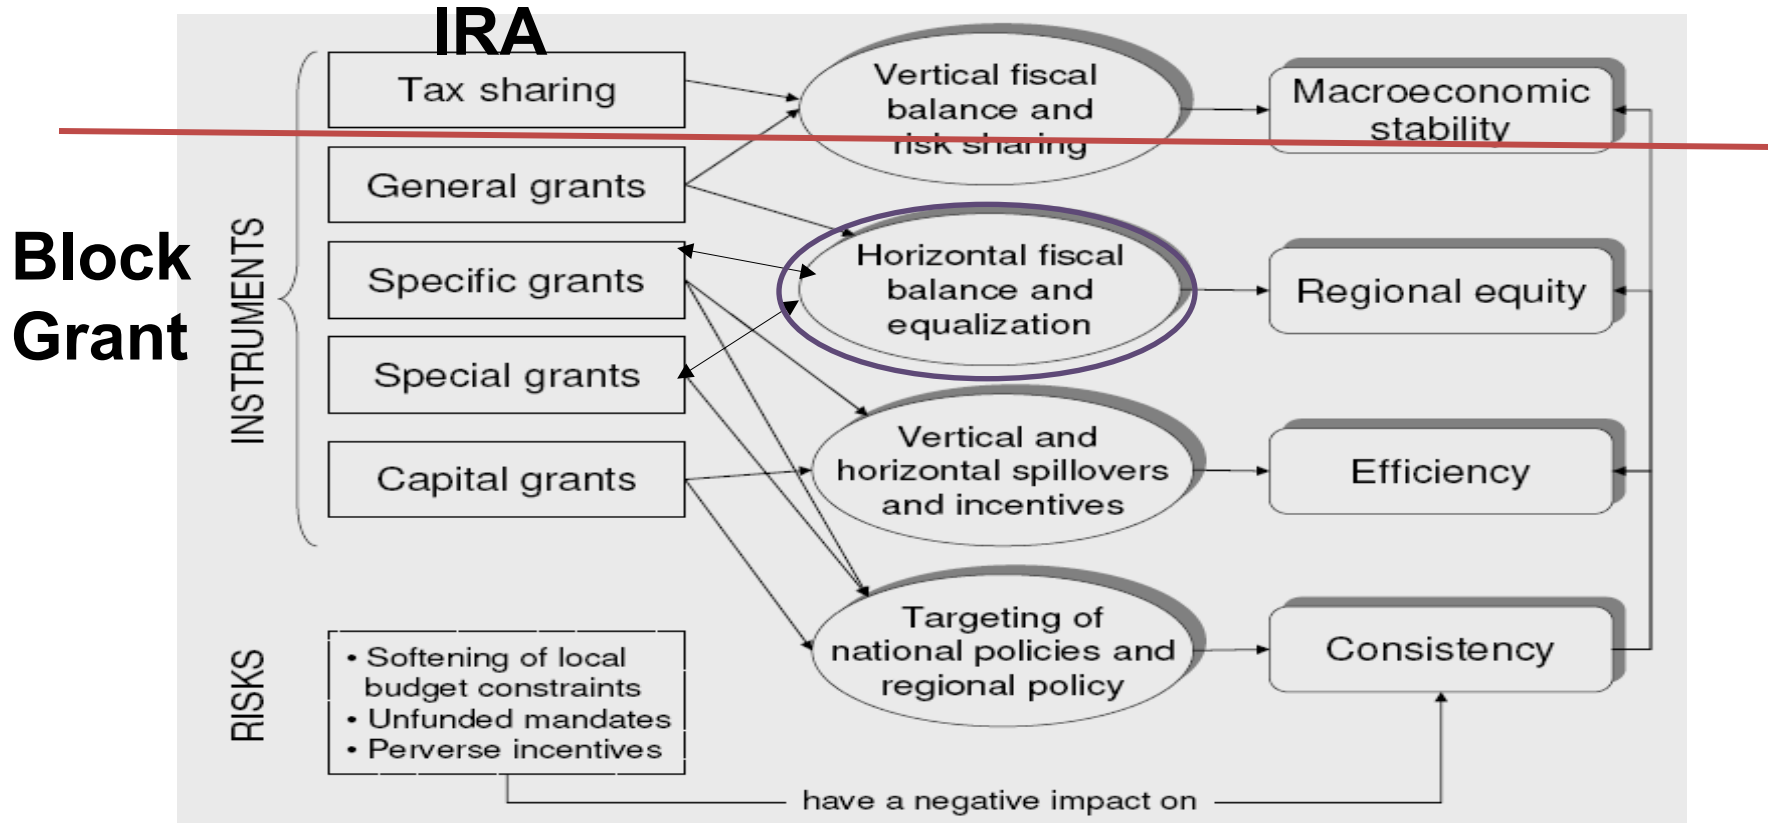 IRA
Block
Grant
INSTRUMENTS
Tax sharing
General grants
Specific grants
Special grants
Capital grants
Vertical fiscal
balance and
risk sharing
Horizontal fiscal
balance and
equalization
Vertical and
horizontal spillovers
and incentives
Targeting of
national policies and
regional policy
Macroeconomic
stability
Regional equity
Efficiency
Consistency
RISKS
• Softening of local
budget constraints
• Unfunded mandates
• Perverse incentives
have a negative impact on